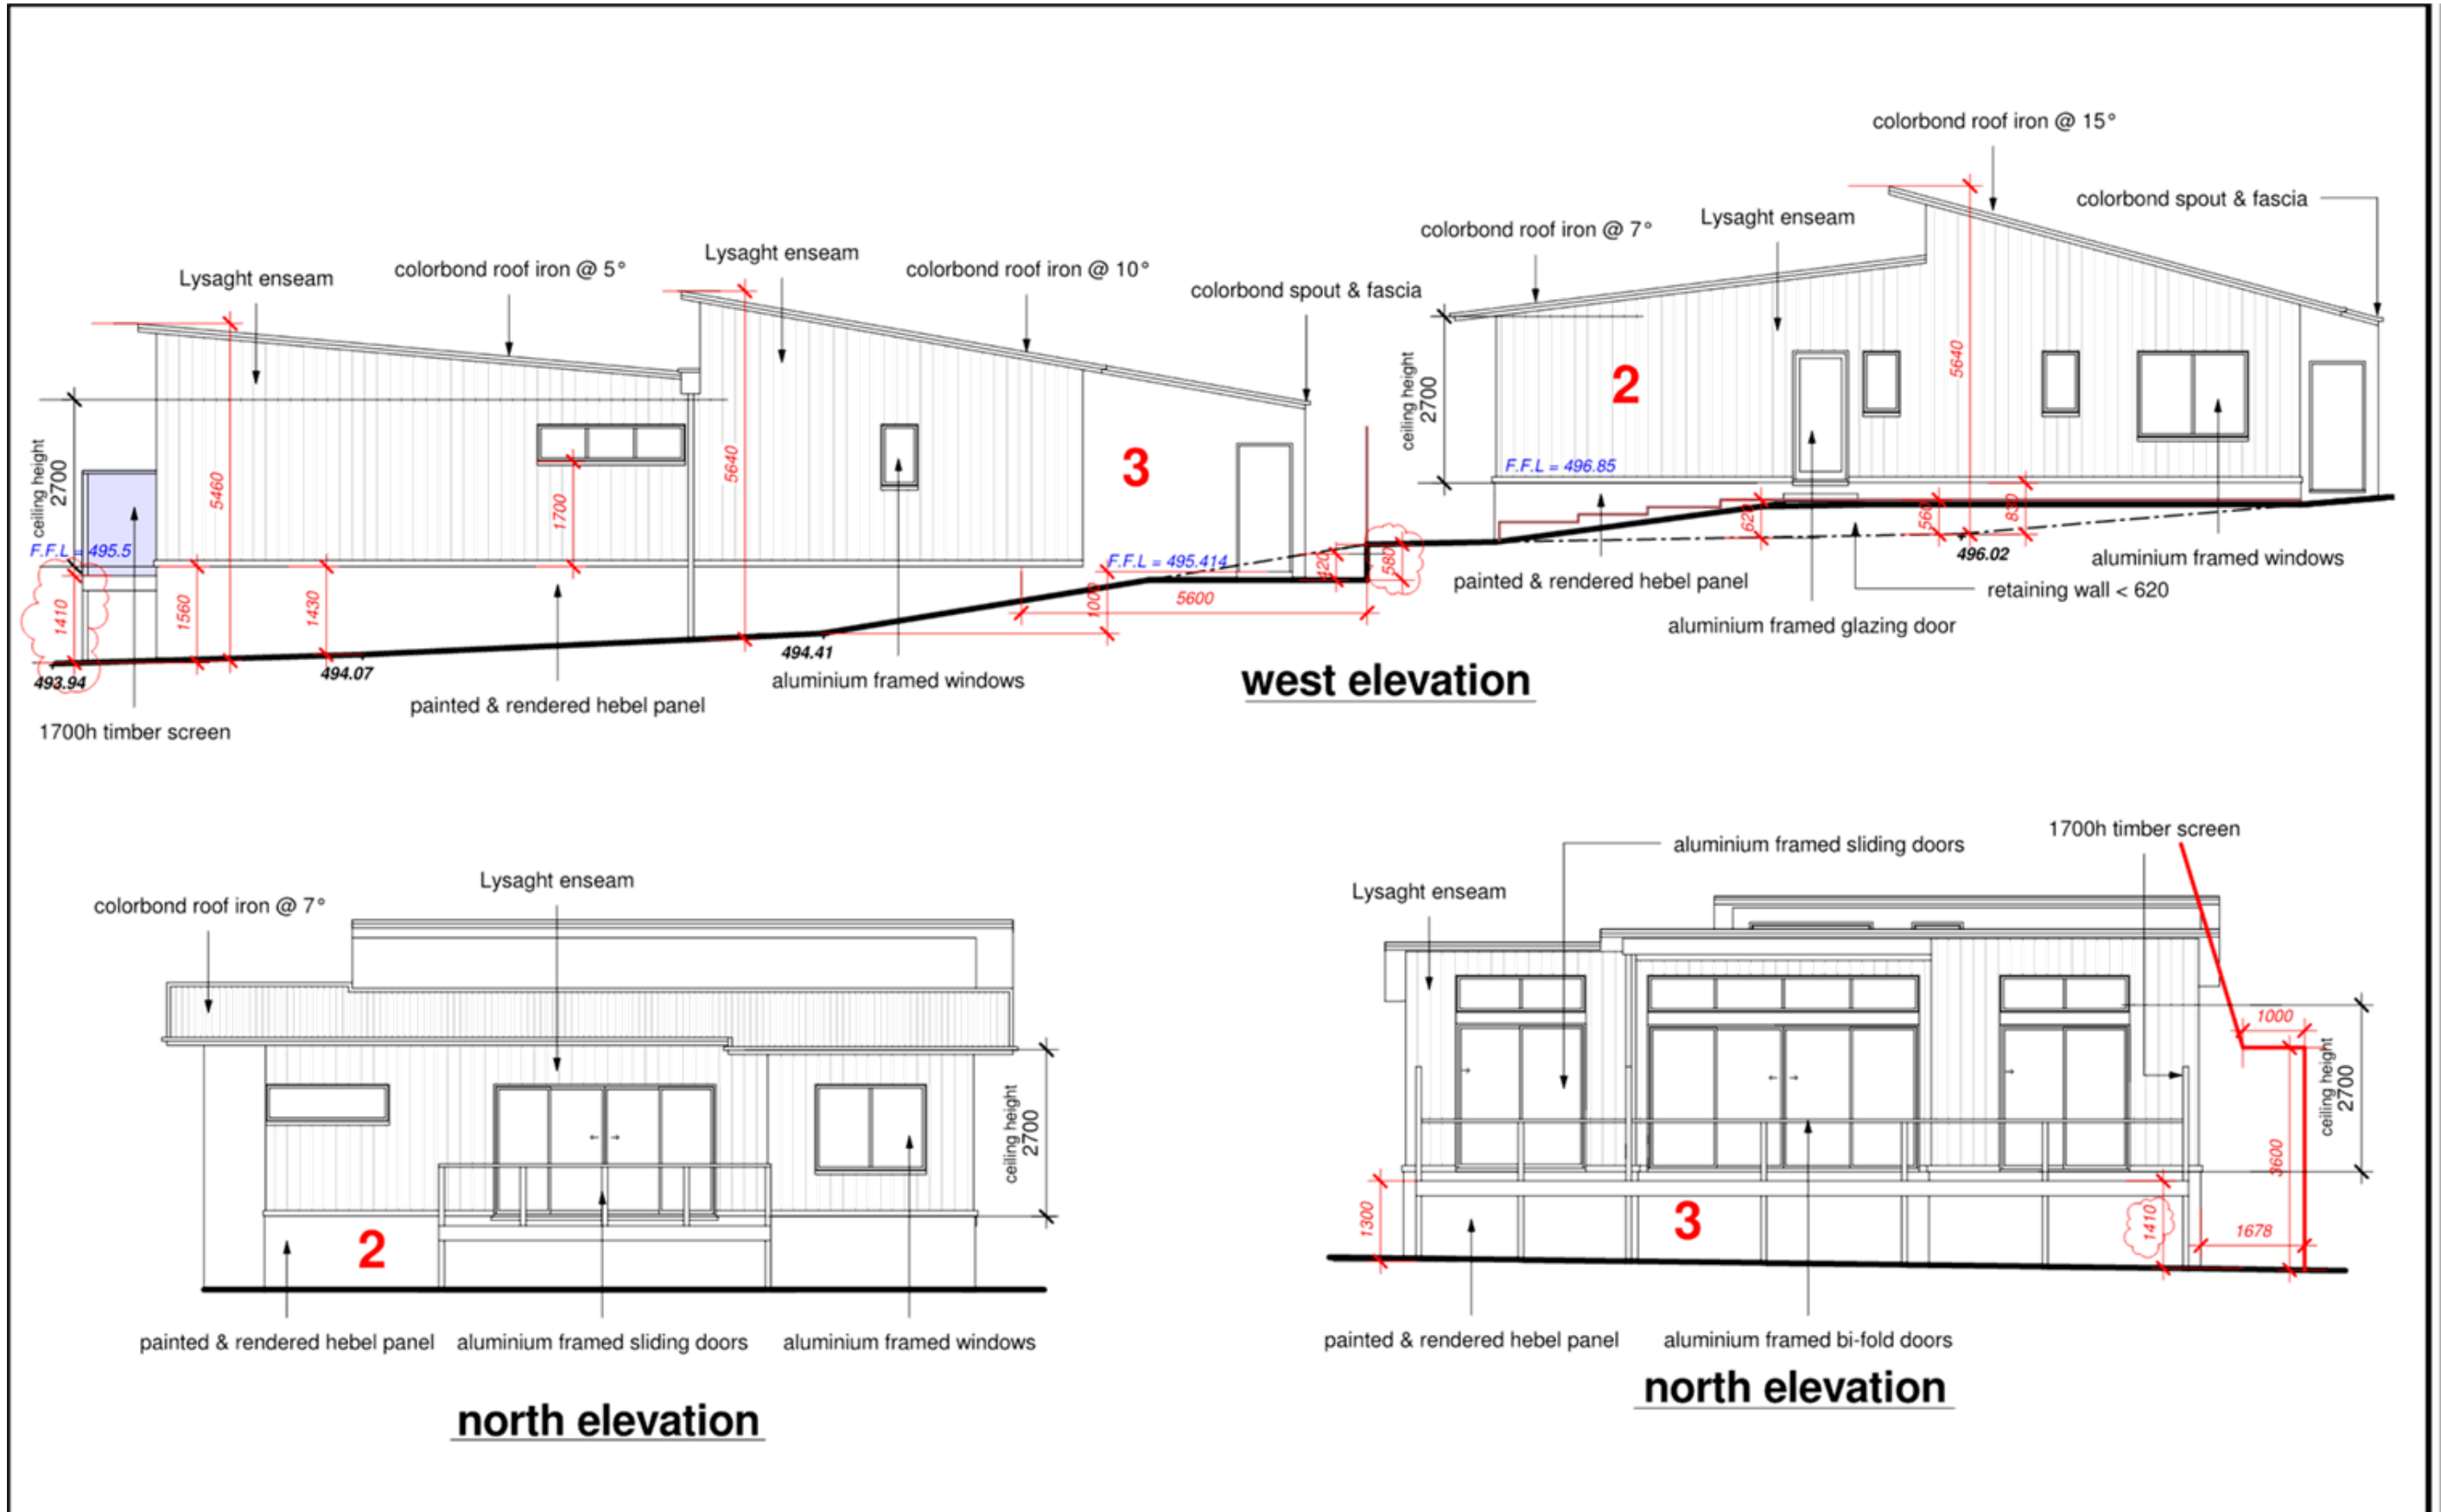 colorbond roof iron @ 15°
colorbond spout & fascia
colorbond roof iron @ 7°
Lysaght enseam
Lysaght enseam
colorbond roof iron @ 5°
Lysaght enseam
colorbond roof iron @ 10°
colorbond spout & fascia
ceiling height
2700
5460
1700
5640
3
2
5640
ceiling height
2700
F.F.L = 495.5
F.F.L = 495.414
F.F.L = 496.85
1410
1560
1430
1000
5600
420
580
620
560
830
496.02
493.94
494.07
494.41
aluminium framed windows
painted & rendered hebel panel
retaining wall < 620
aluminium framed glazing door
aluminium framed windows
painted & rendered hebel panel
1700h timber screen
west elevation
colorbond roof iron @ 7°
Lysaght enseam
ceiling height
2700
2
painted & rendered hebel panel
aluminium framed sliding doors
aluminium framed windows
north elevation
aluminium framed sliding doors
1700h timber screen
Lysaght enseam
1000
ceiling height
2700
3600
1300
3
1410
1678
painted & rendered hebel panel
aluminium framed bi-fold doors
north elevation